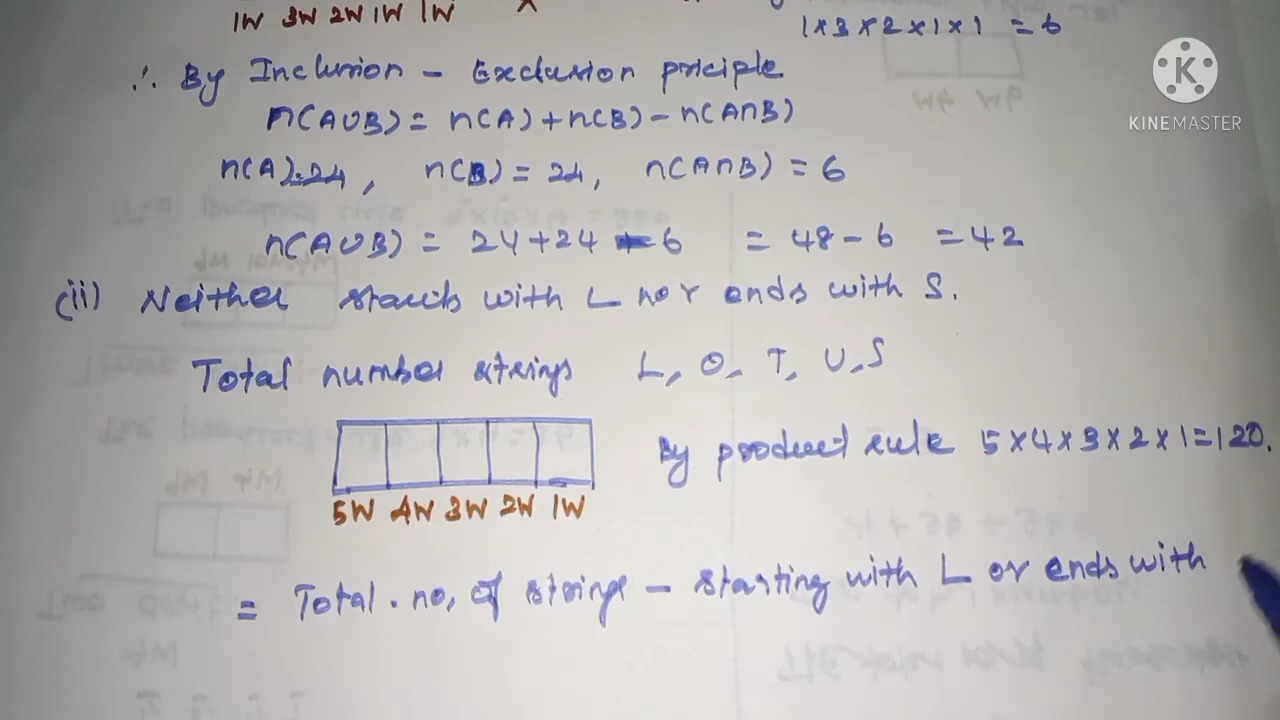 1W 3W 2W 1W 1W
1×3×2×1×1 = 6
∴ By Inclusion - Exclusion priciple
n(A∪B) = n(A) + n(B) - n(A∩B)
n(A) = 24, n(B) = 24, n(A∩B) = 6
n(A∪B) = 24 + 24 - 6 = 48 - 6 = 42
(ii) Neither starts with L nor ends with S.
Total number strings L, O, T, U, S
By product rule 5×4×3×2×1=120.
5W 4W 3W 2W 1W
= Total . no, of strings - starting with L or ends with
K
KINEMASTER